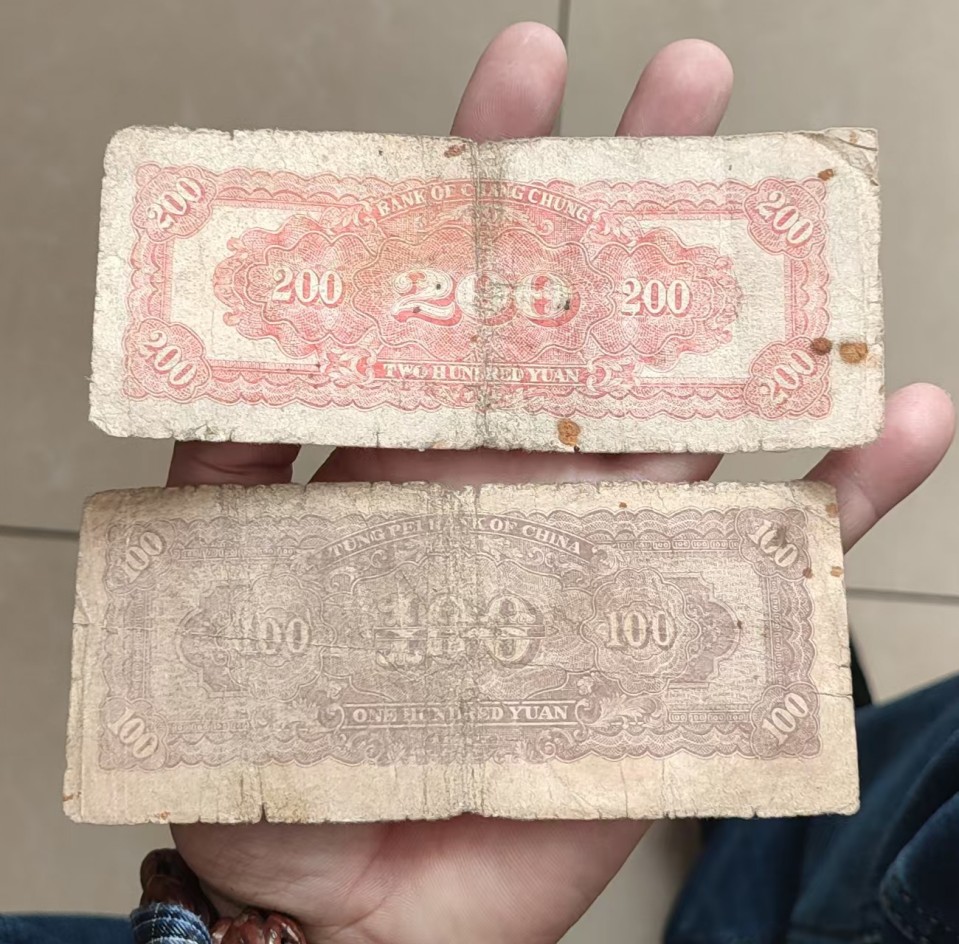 200 200
BANK OF CHANG CHUNG
200 200 200
TWO HUNDRED YUAN
200 200
100 100
TUNG PEI BANK OF CHINA
100 100 100
ONE HUNDRED YUAN
100 100